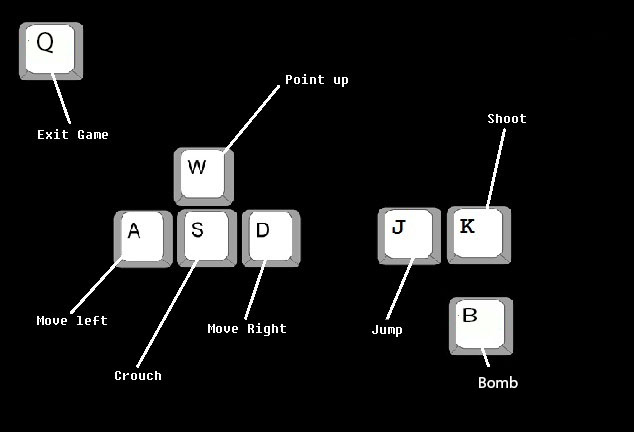 Q
Exit Game
Point up
Shoot
W
A
S
D
J
K
Move left
Move Right
Jump
B
Crouch
Bomb